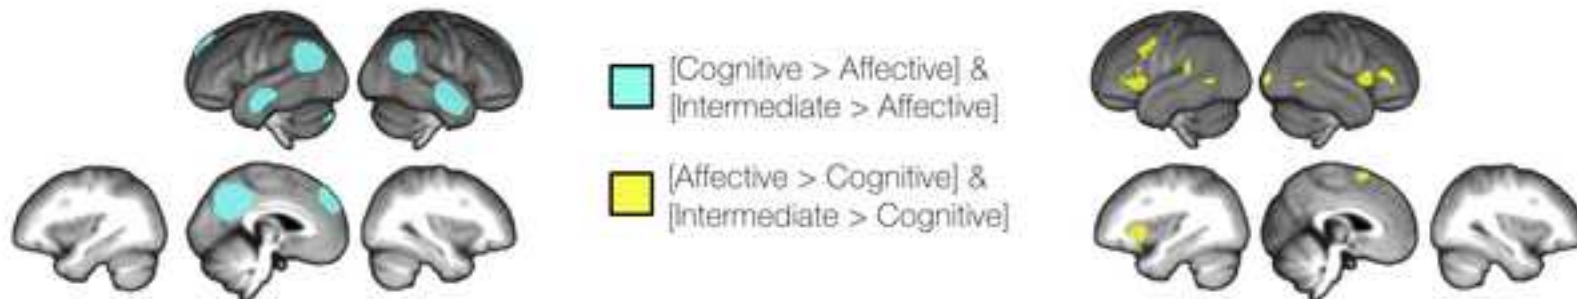 [Cognitive > Affective] &
[Intermediate > Affective]
[Affective > Cognitive] &
[Intermediate > Cognitive]